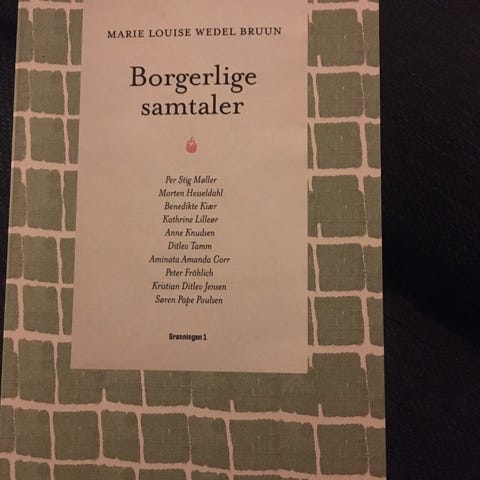 MARIE LOUISE WEDEL BRUUN
Borgerlige
samtaler
Per Stig Møller
Morten Hesseldahl
Benedikte Kiær
Kathrine Lilleør
Anne Knudsen
Ditlev Tamm
Aminata Amanda Corr
Peter Fröhlich
Kristian Ditlev Jensen
Søren Pape Poulsen
Grønningen 1